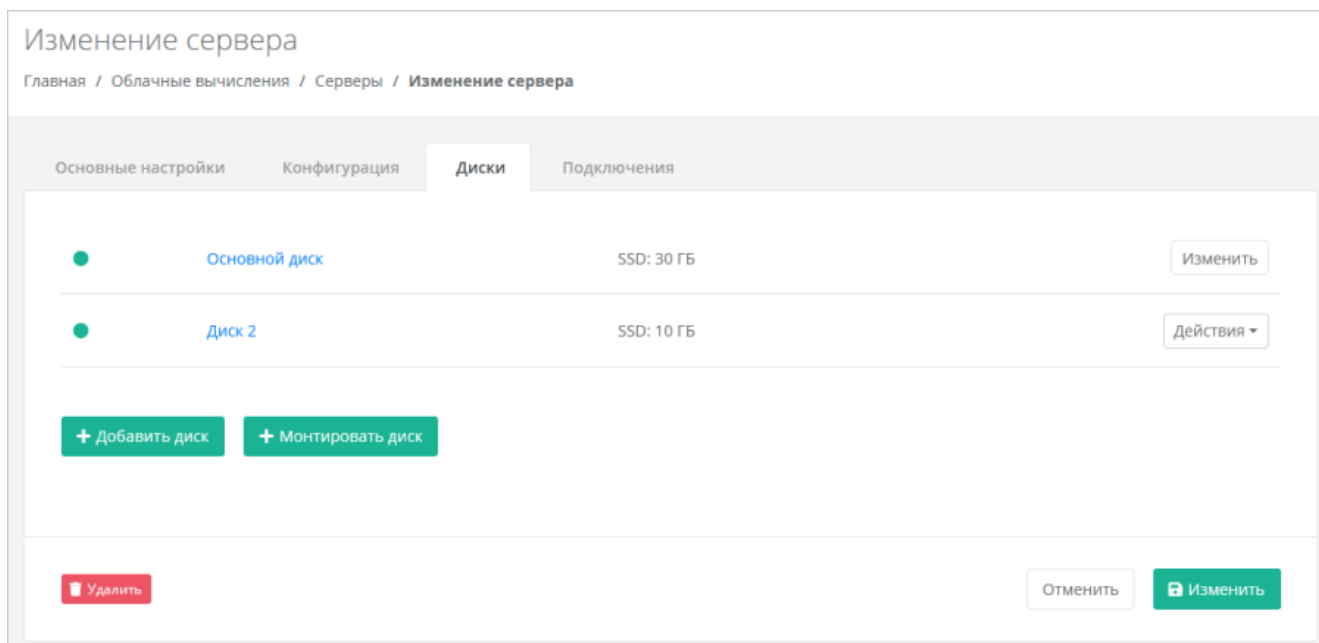 Изменение сервера
Главная / Облачные вычисления / Серверы / Изменение сервера
Основные настройки Конфигурация Диски Подключения
Основной диск SSD: 30 ГБ Изменить
Диск 2 SSD: 10 ГБ Действия
+ Добавить диск + Монтировать диск
Удалить Отменить Изменить